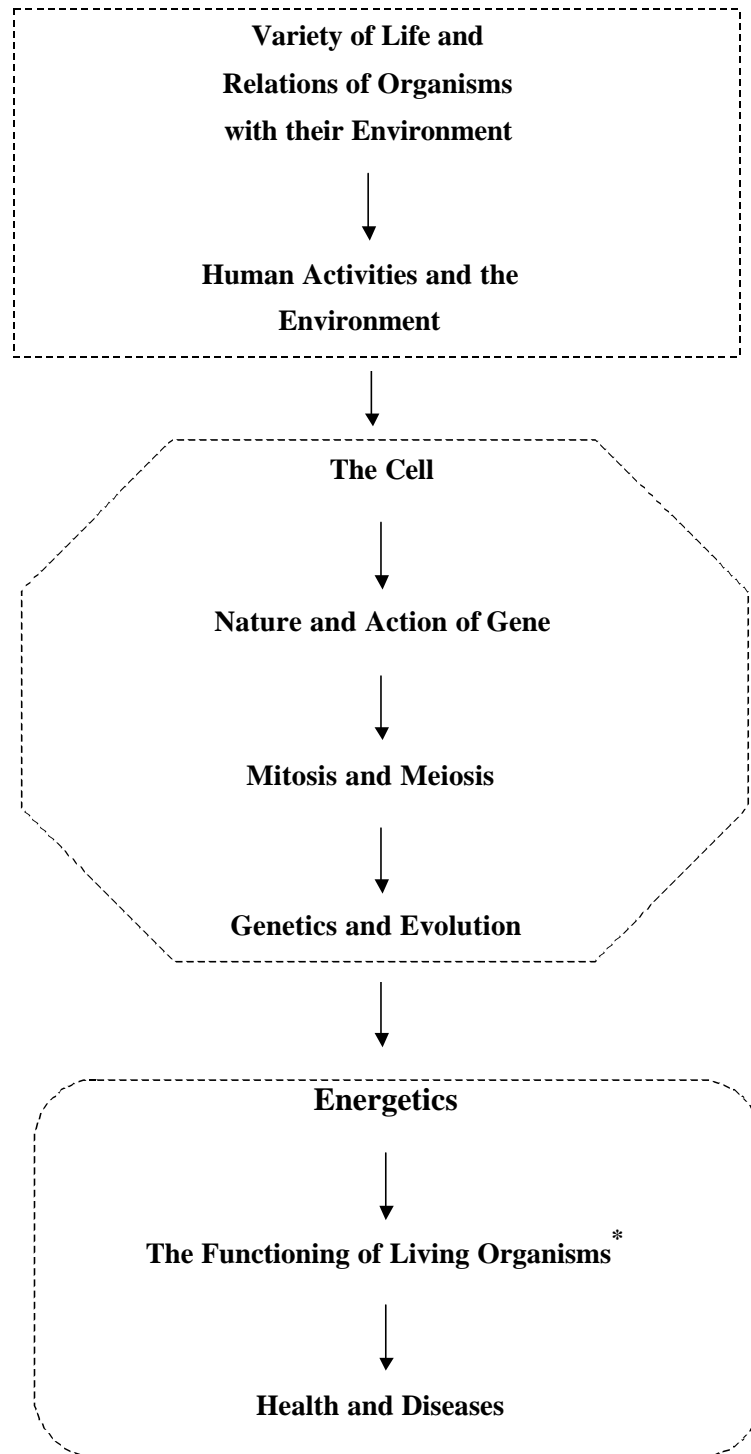 Variety of Life and
Relations of Organisms
with their Environment
Human Activities and the
Environment
The Cell
Nature and Action of Gene
Mitosis and Meiosis
Genetics and Evolution
Energetics
The Functioning of Living Organisms*
Health and Diseases